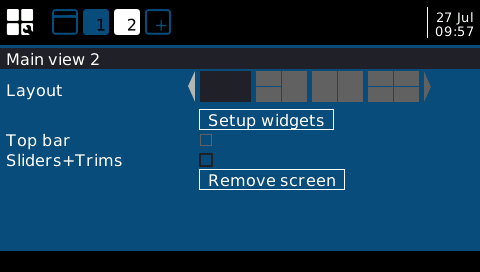 1 2 +
27 Jul
09:57
Main view 2
Layout
Setup widgets
Top bar
Sliders+Trims
Remove screen